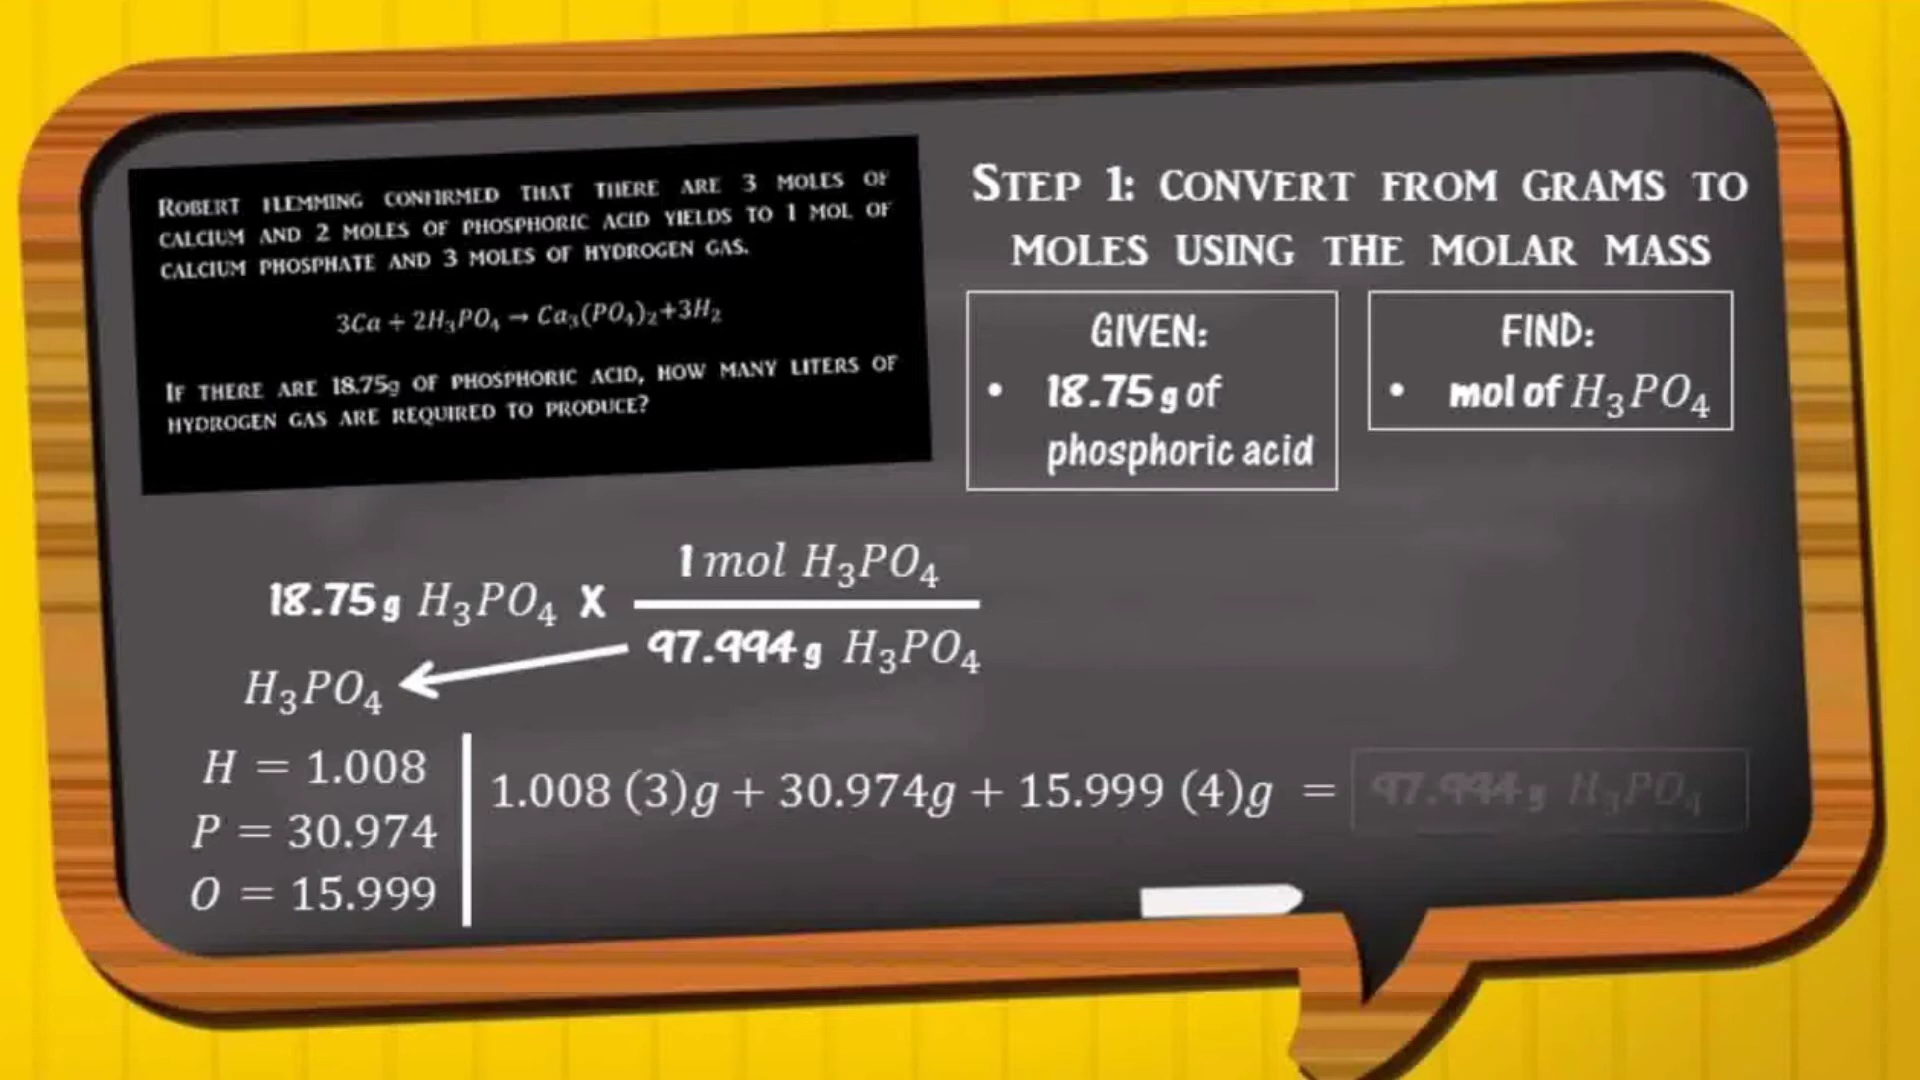 ROBERT FLEMMING CONFIRMED THAT THERE ARE 3 MOLES OF
CALCIUM AND 2 MOLES OF PHOSPHORIC ACID YIELDS TO 1 MOL OF
CALCIUM PHOSPHATE AND 3 MOLES OF HYDROGEN GAS.
3Ca + 2H₃PO₄ → Ca₃(PO₄)₂+3H₂
IF THERE ARE 18.75g OF PHOSPHORIC ACID, HOW MANY LITERS OF
HYDROGEN GAS ARE REQUIRED TO PRODUCE?
STEP 1: CONVERT FROM GRAMS TO
MOLES USING THE MOLAR MASS
GIVEN:
• 18.75 g of
phosphoric acid
FIND:
• mol of H₃PO₄
1 mol H₃PO₄
18.75 g H₃PO₄ X
97.994 g H₃PO₄
H₃PO₄
H = 1.008
P = 30.974
O = 15.999
1.008 (3)g + 30.974g + 15.999 (4)g = 97.994 g H₃PO₄